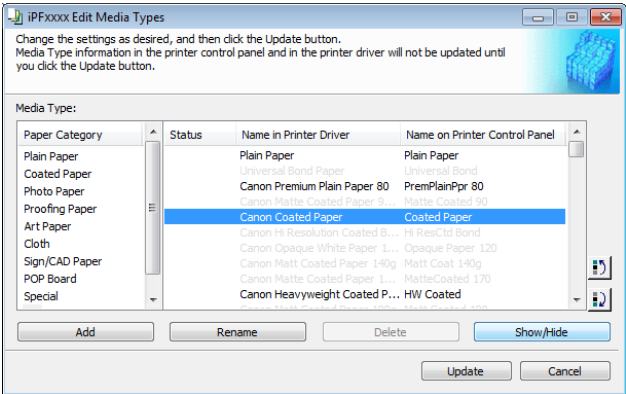 iPFxxxx Edit Media Types
Change the settings as desired, and then click the Update button.
Media Type information in the printer control panel and in the printer driver will not be updated until
you click the Update button.
Media Type:
Paper Category
Plain Paper
Coated Paper
Photo Paper
Proofing Paper
Art Paper
Cloth
Sign/CAD Paper
POP Board
Special
Status Name in Printer Driver Name on Printer Control Panel
Plain Paper Plain Paper
Universal Bond Paper Universal Bond
Canon Premium Plain Paper 80 PremPlainPpr 80
Canon Matte Coated Paper 9... Matte Coated 90
Canon Coated Paper Coated Paper
Canon Hi Resolution Coated B... Hi ResCtd Bond
Canon Opaque White Paper 1... Opaque Paper 120
Canon Matt Coated Paper 140g Matt Coat 140g
Canon Matte Coated Paper 1... MatteCoated 170
Canon Heavyweight Coated P... HW Coated
Add Rename Delete Show/Hide
Update Cancel